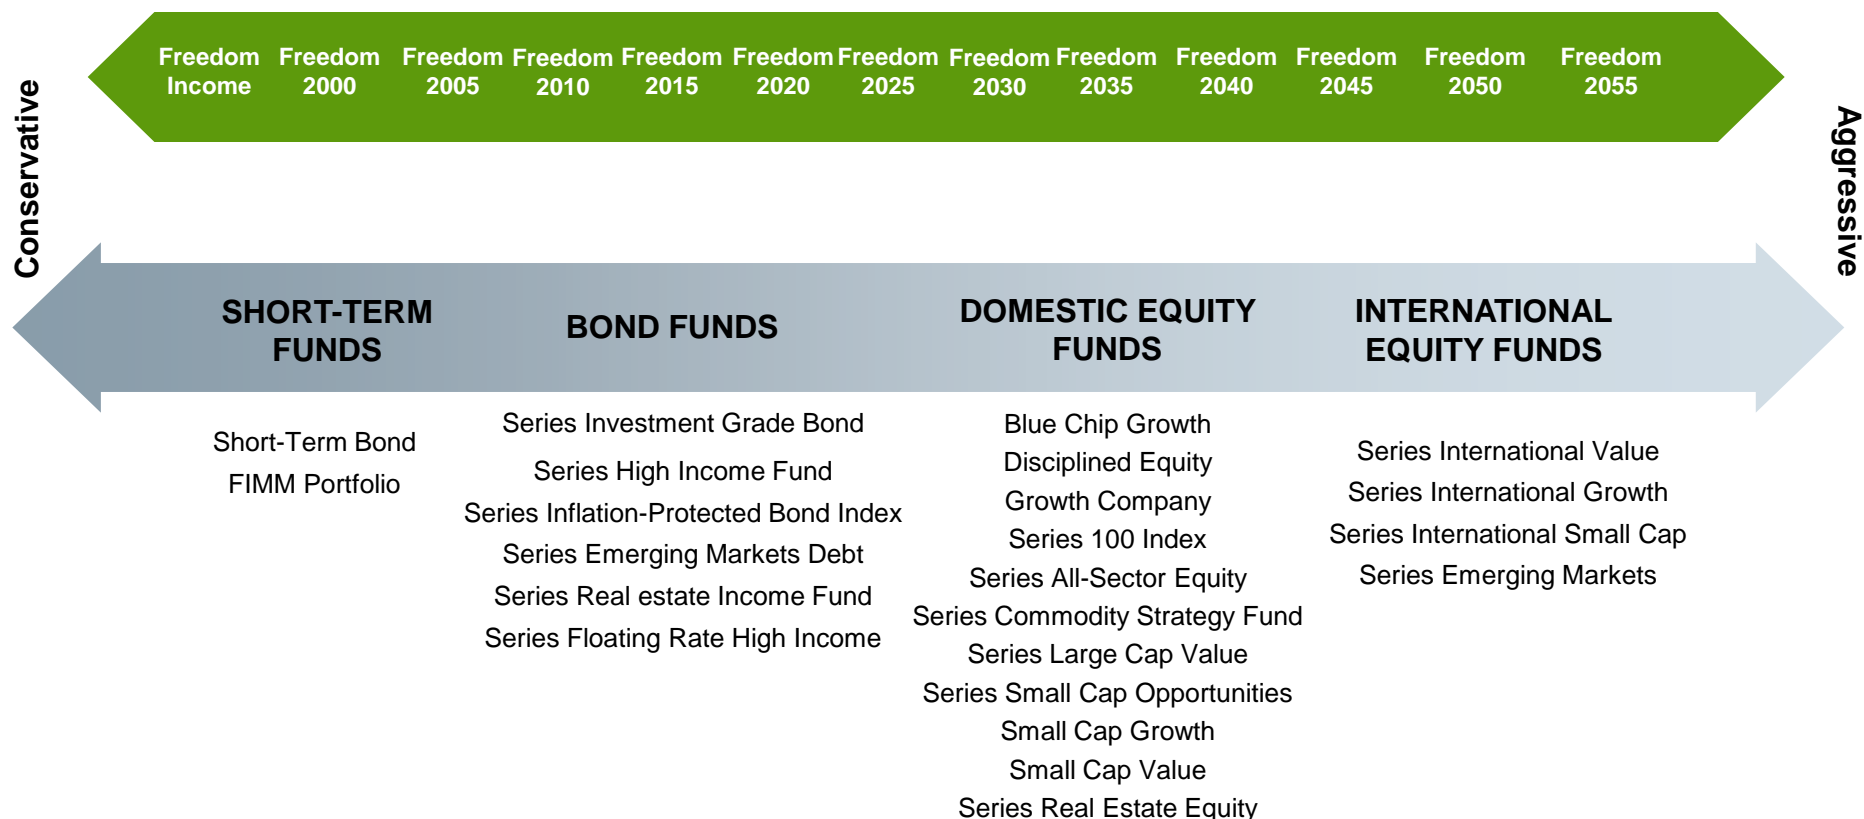 Conservative
Freedom Income
Freedom 2000
Freedom 2005
Freedom 2010
Freedom 2015
Freedom 2020
Freedom 2025
Freedom 2030
Freedom 2035
Freedom 2040
Freedom 2045
Freedom 2050
Freedom 2055
Aggressive
SHORT-TERM
FUNDS
Short-Term Bond
FIMM Portfolio
BOND FUNDS
Series Investment Grade Bond
Series High Income Fund
Series Inflation-Protected Bond Index
Series Emerging Markets Debt
Series Real estate Income Fund
Series Floating Rate High Income
DOMESTIC EQUITY
FUNDS
Blue Chip Growth
Disciplined Equity
Growth Company
Series 100 Index
Series All-Sector Equity
Series Commodity Strategy Fund
Series Large Cap Value
Series Small Cap Opportunities
Small Cap Growth
Small Cap Value
Series Real Estate Equity
INTERNATIONAL
EQUITY FUNDS
Series International Value
Series International Growth
Series International Small Cap
Series Emerging Markets